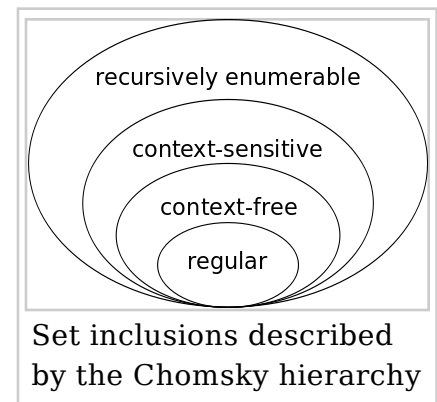 recursively enumerable
context-sensitive
context-free
regular
Set inclusions described
by the Chomsky hierarchy